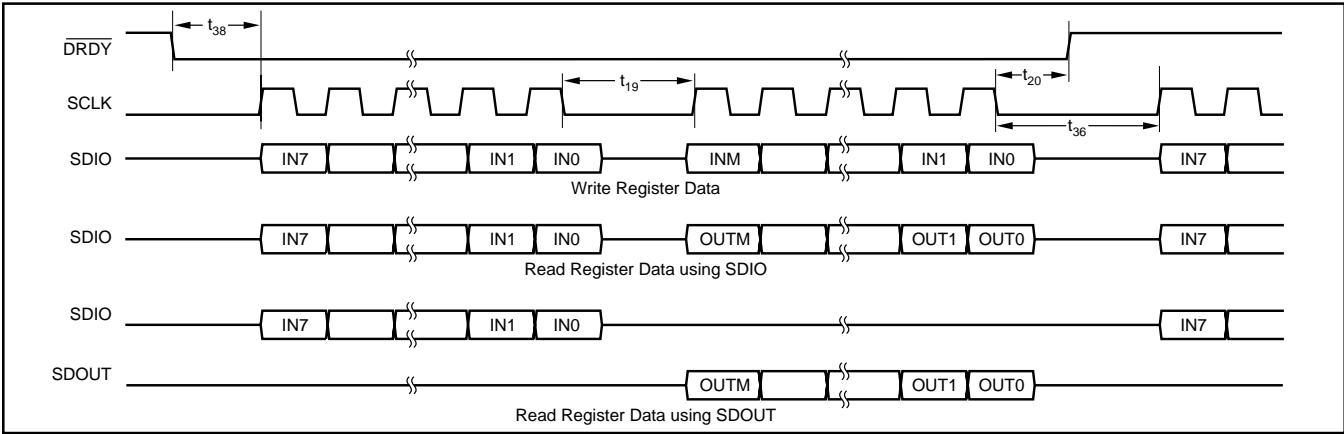 t38
DRDY
t19
t20
SCLK
t36
SDIO IN7 IN1 IN0 INM IN1 IN0 IN7
Write Register Data
SDIO IN7 IN1 IN0 OUTM OUT1 OUT0 IN7
Read Register Data using SDIO
SDIO IN7 IN1 IN0 IN7
SDOUT OUTM OUT1 OUT0
Read Register Data using SDOUT